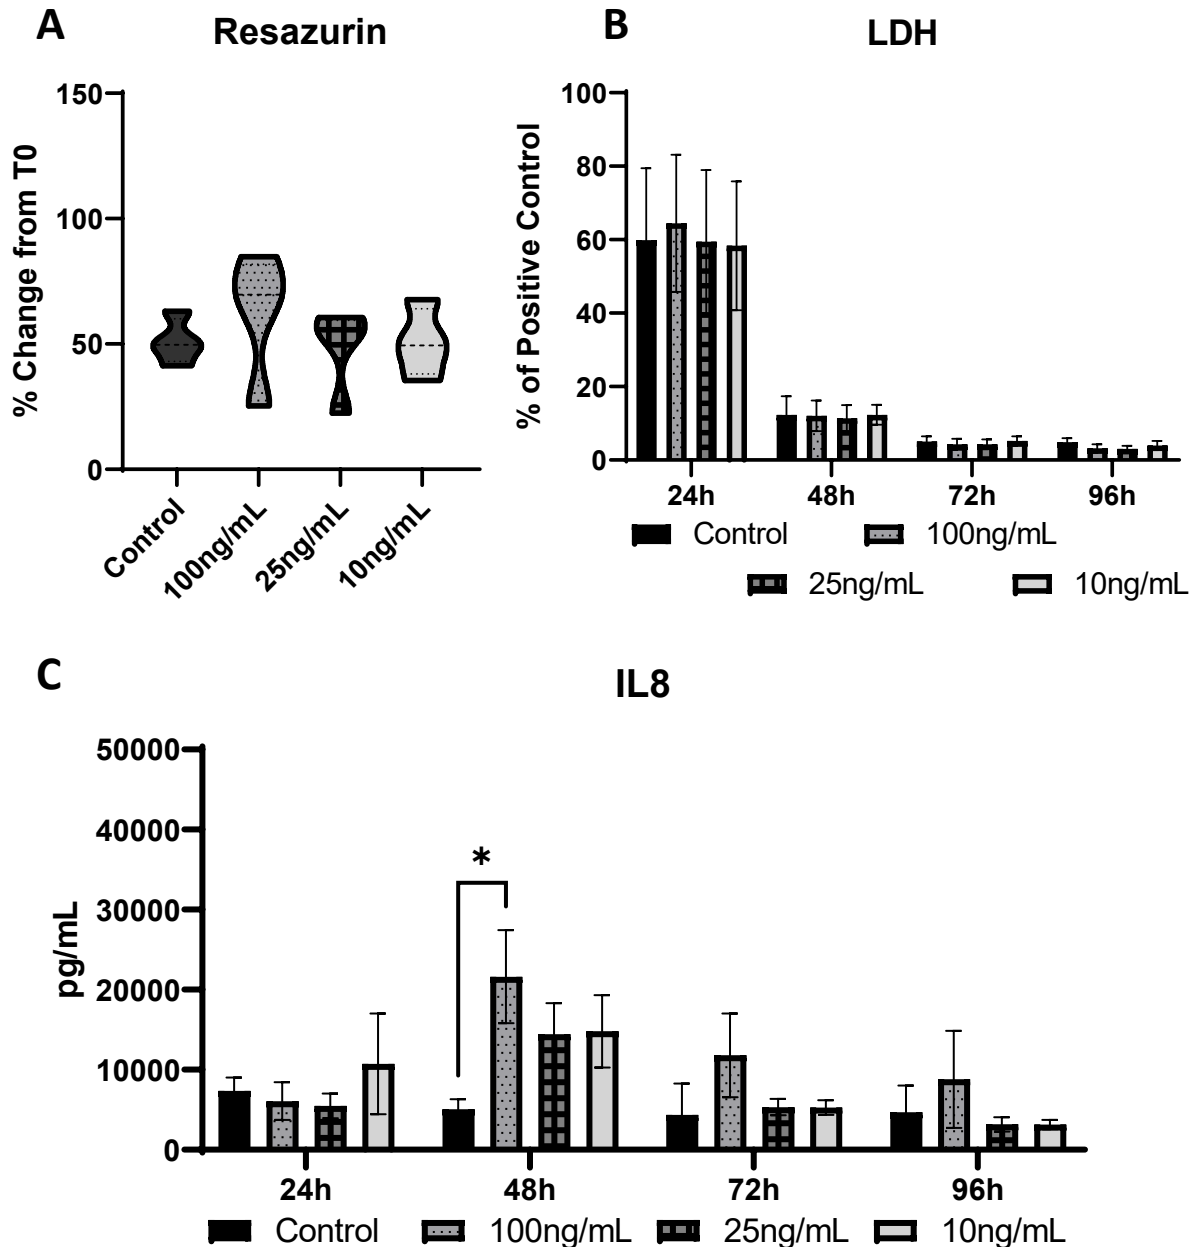 A
Resazurin
% Change from T0
150
100
50
0
Control
100ng/mL
25ng/mL
10ng/mL
B
LDH
% of Positive Control
100
80
60
40
20
0
24h
48h
72h
96h
Control
100ng/mL
25ng/mL
10ng/mL
C
IL8
pg/mL
50000
40000
30000
20000
10000
0
*
24h
48h
72h
96h
Control
100ng/mL
25ng/mL
10ng/mL